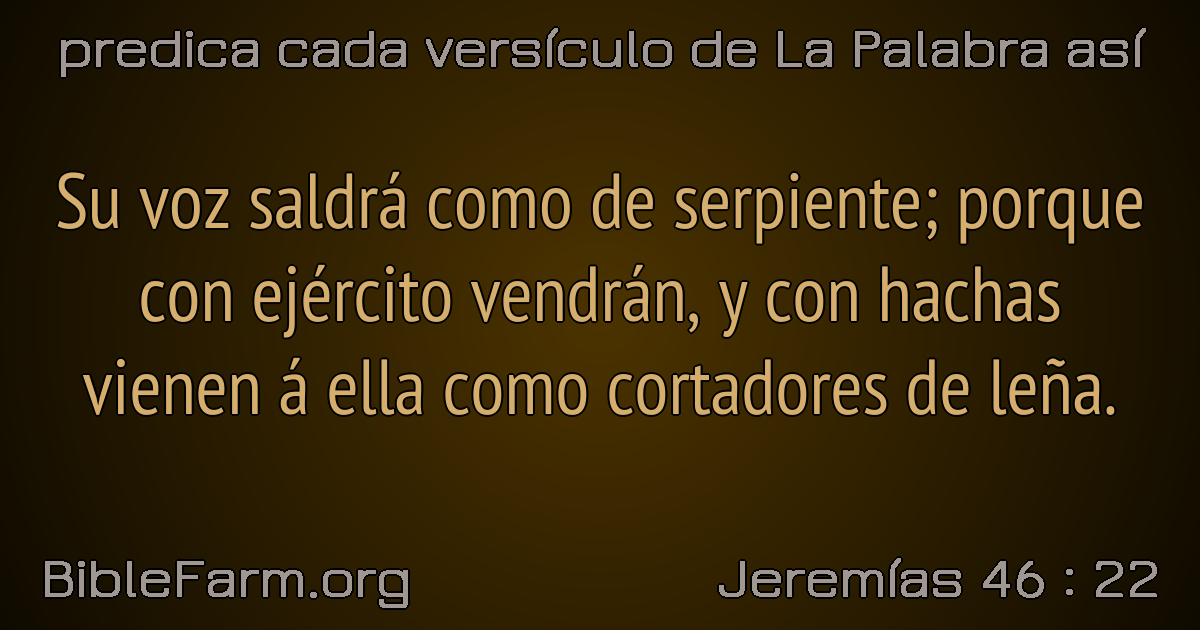 predica cada versículo de La Palabra así
Su voz saldrá como de serpiente; porque
con ejército vendrán, y con hachas
vienen á ella como cortadores de leña.
BibleFarm.org
Jeremías 46 : 22